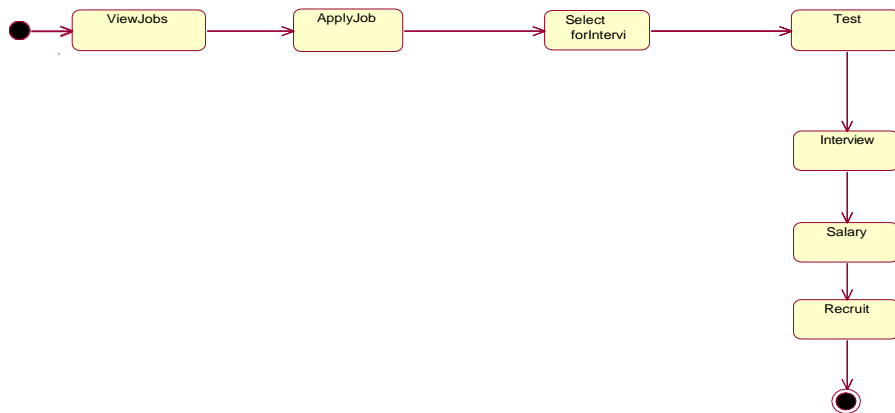 ViewJobs
ApplyJob
Select
forIntervi
Test
Interview
Salary
Recruit